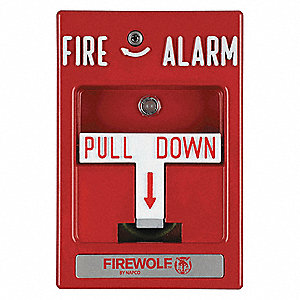 FIRE ALARM
PULL DOWN
FIREWOLF
BY NAPCO